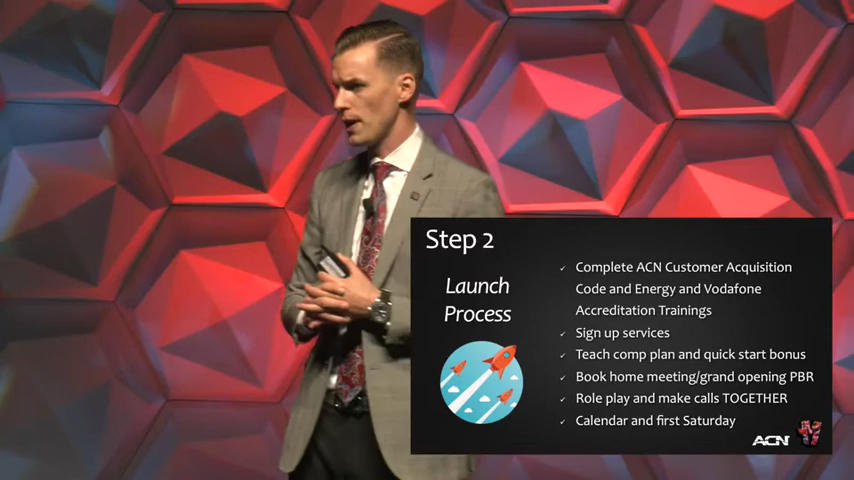 Step 2
Launch
Process
Complete ACN Customer Acquisition
Code and Energy and Vodafone
Accreditation Trainings
Sign up services
Teach comp plan and quick start bonus
Book home meeting/grand opening PBR
Role play and make calls TOGETHER
Calendar and first Saturday
ACN